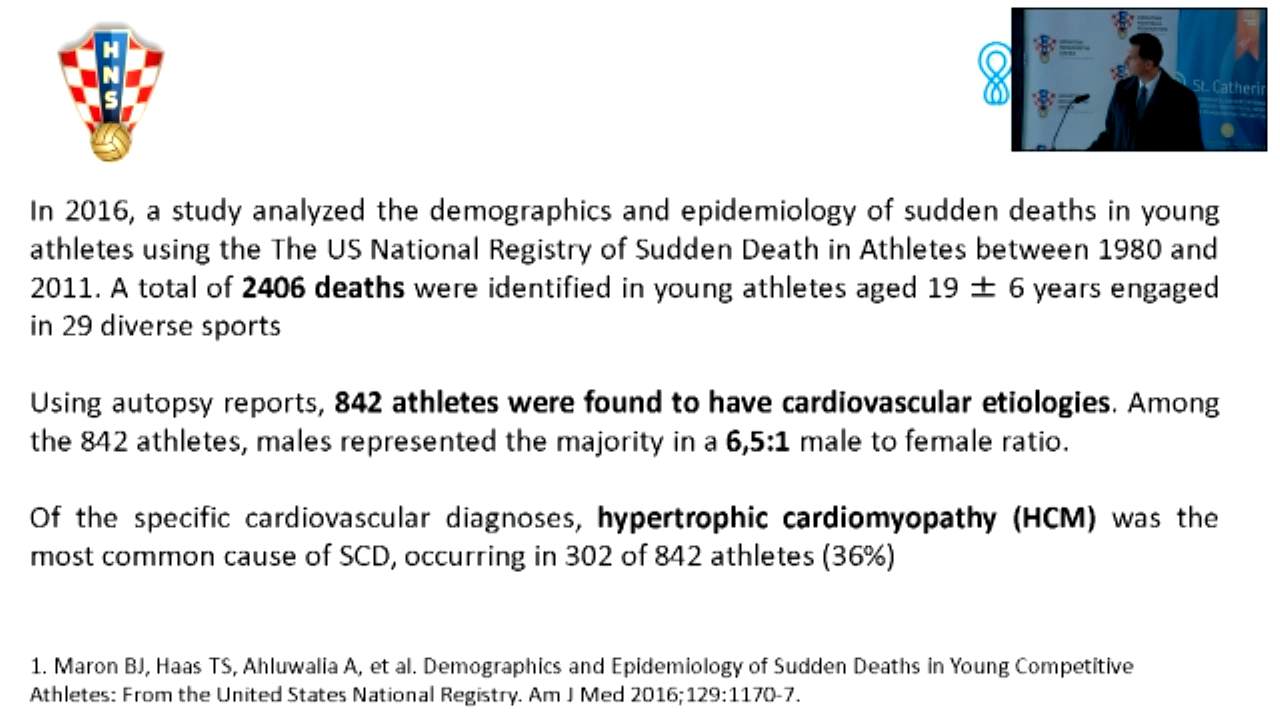 HNS
St. Catherin
In 2016, a study analyzed the demographics and epidemiology of sudden deaths in young
athletes using the The US National Registry of Sudden Death in Athletes between 1980 and
2011. A total of 2406 deaths were identified in young athletes aged 19 ± 6 years engaged
in 29 diverse sports
Using autopsy reports, 842 athletes were found to have cardiovascular etiologies. Among
the 842 athletes, males represented the majority in a 6,5:1 male to female ratio.
Of the specific cardiovascular diagnoses, hypertrophic cardiomyopathy (HCM) was the
most common cause of SCD, occurring in 302 of 842 athletes (36%)
1. Maron BJ, Haas TS, Ahluwalia A, et al. Demographics and Epidemiology of Sudden Deaths in Young Competitive
Athletes: From the United States National Registry. Am J Med 2016;129:1170-7.